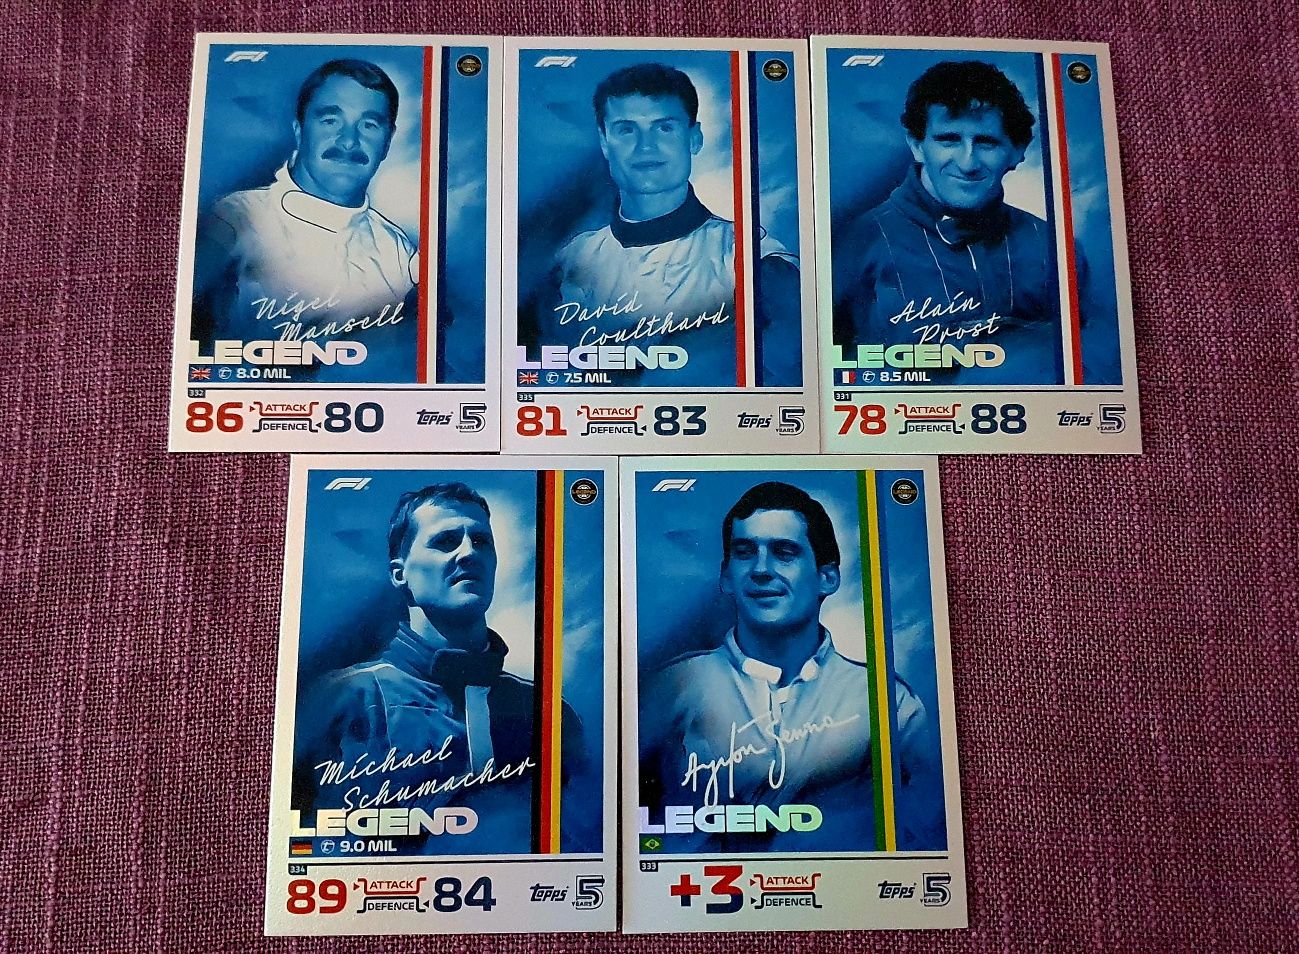 F1
Nigel
Mansell
LEGEND
8.0 MIL
332
86 ATTACK DEFENCE 80
Topps 5 YEARS
F1
David
Coulthard
LEGEND
7.5 MIL
335
81 ATTACK DEFENCE 83
Topps 5 YEARS
F1
Alain
Prost
LEGEND
8.5 MIL
331
78 ATTACK DEFENCE 88
Topps 5 YEARS
F1
LEGEND
Michael
Schumacher
LEGEND
9.0 MIL
334
89 ATTACK DEFENCE 84
Topps 5 YEARS
F1
LEGEND
Ayrton Senna
LEGEND
333
+3 ATTACK DEFENCE
Topps 5 YEARS